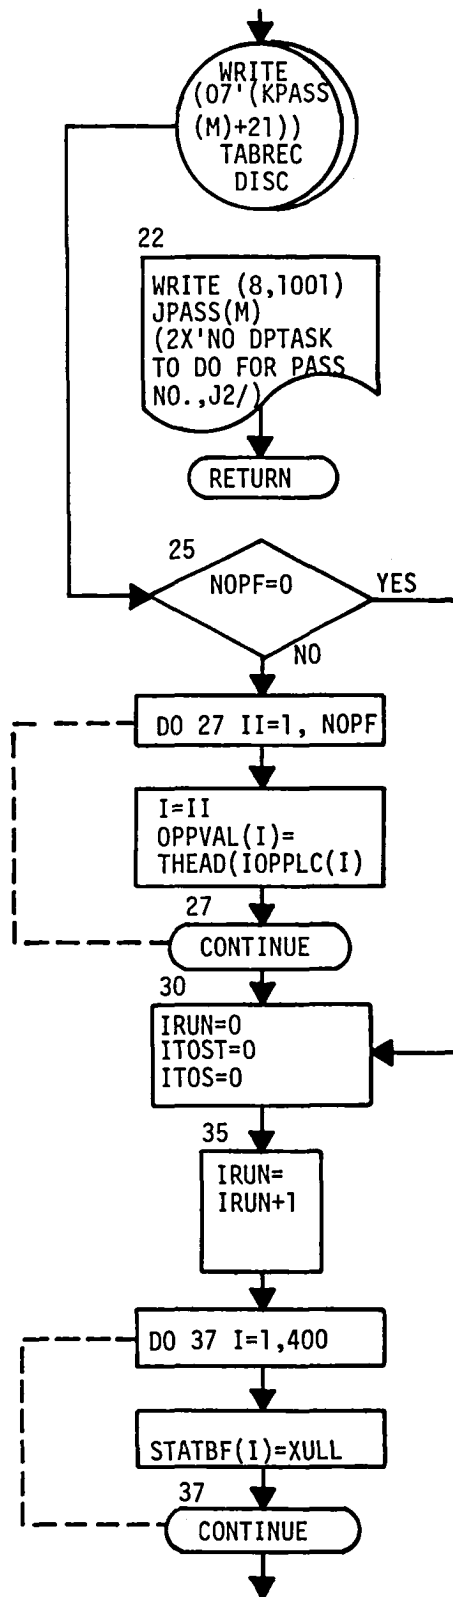 WRITE
(07'(KPASS
(M)+21))
TABREC
DISC
22
WRITE (8,1001)
JPASS(M)
(2X'NO DPTASK
TO DO FOR PASS
NO.,J2/)
RETURN
25
NOPF=0
YES
NO
DO 27 II=1, NOPF
I=II
OPPVAL(I)=
THEAD(IOPPLC(I)
27
CONTINUE
30
IRUN=0
ITOST=0
ITOS=0
35
IRUN=
IRUN+1
DO 37 I=1,400
STATBF(I)=XULL
37
CONTINUE